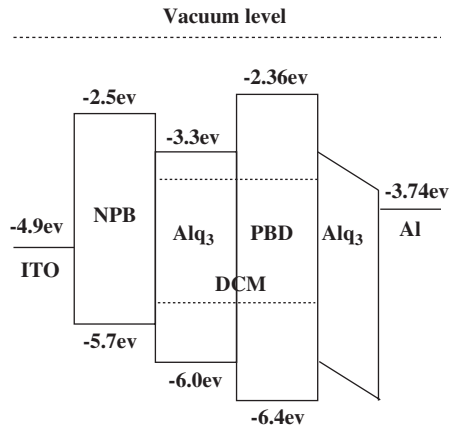 Vacuum level
-2.36ev
-2.5ev
-3.3ev
-3.74ev
-4.9ev
NPB
Alq₃
PBD
Alq₃
Al
ITO
DCM
-5.7ev
-6.0ev
-6.4ev